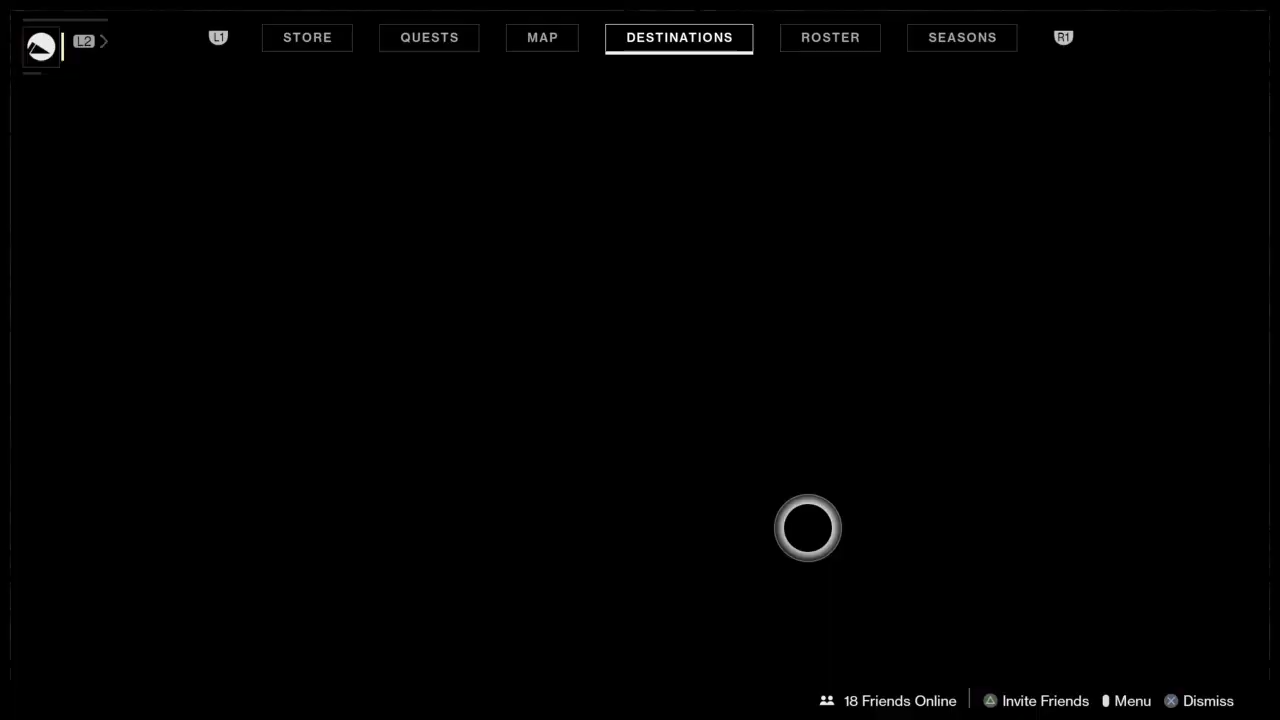 L2 L1 STORE QUESTS MAP DESTINATIONS ROSTER SEASONS R1
18 Friends Online Invite Friends Menu Dismiss